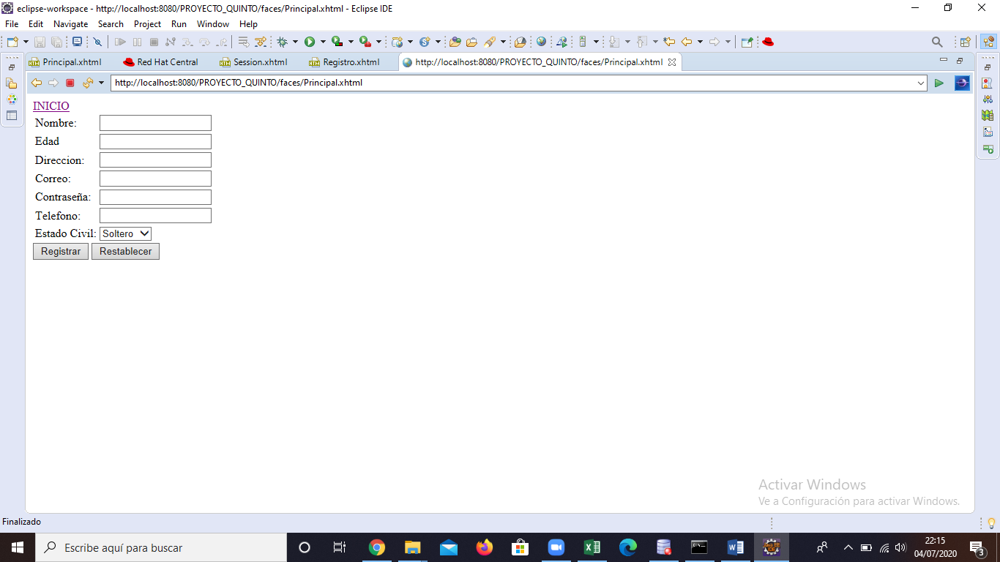 eclipse-workspace - http://localhost:8080/PROYECTO_QUINTO/faces/Principal.xhtml - Eclipse IDE
File Edit Navigate Search Project Run Window Help
Principal.xhtml Red Hat Central Session.xhtml Registro.xhtml http://localhost:8080/PROYECTO_QUINTO/faces/Principal.xhtml
http://localhost:8080/PROYECTO_QUINTO/faces/Principal.xhtml
INICIO
Nombre:
Edad
Direccion:
Correo:
Contraseña:
Telefono:
Estado Civil: Soltero
Registrar Restablecer
Activar Windows
Ve a Configuración para activar Windows.
Finalizado
Escribe aquí para buscar
22:15
04/07/2020
3